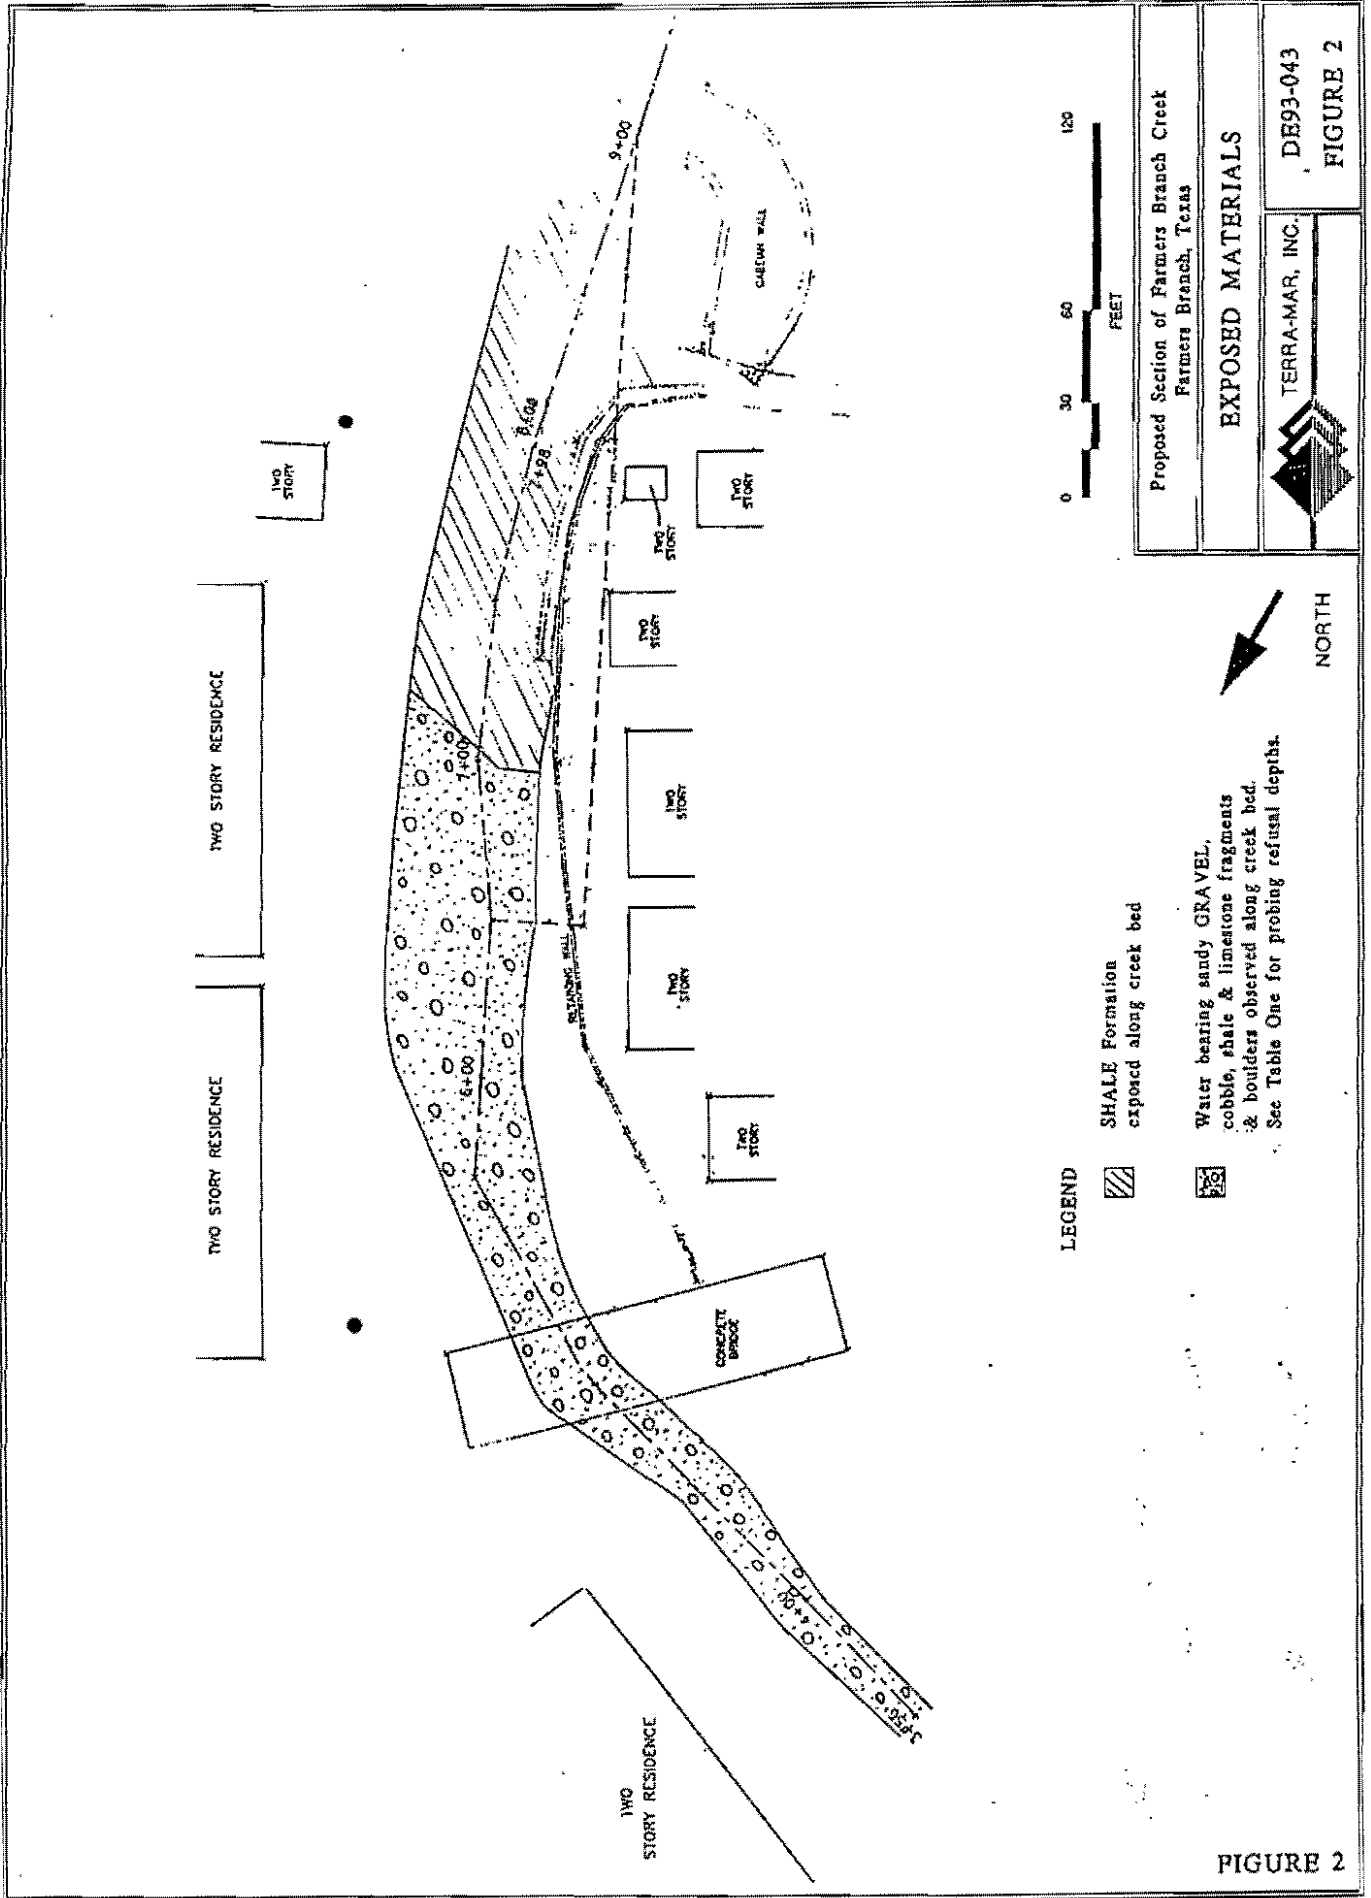 TWO
STORY RESIDENCE
TWO STORY RESIDENCE
TWO STORY RESIDENCE
TWO
STORY
4+00
6+00
7+00
7+98
9+00
CONCRETE
BRIDGE
RETAINING WALL
TWO
STORY
TWO
STORY
TWO
STORY
TWO
STORY
TWO
STORY
TWO
STORY
GABION WALL
LEGEND
SHALE Formation
exposed along creek bed
Water bearing sandy GRAVEL,
cobble, shale & limestone fragments
& boulders observed along creek bed.
See Table One for probing refusal depths.
NORTH
0 30 60 120
FEET
Proposed Section of Farmers Branch Creek
Farmers Branch, Texas
EXPOSED MATERIALS
TERRA-MAR, INC.
DE93-043
FIGURE 2
FIGURE 2